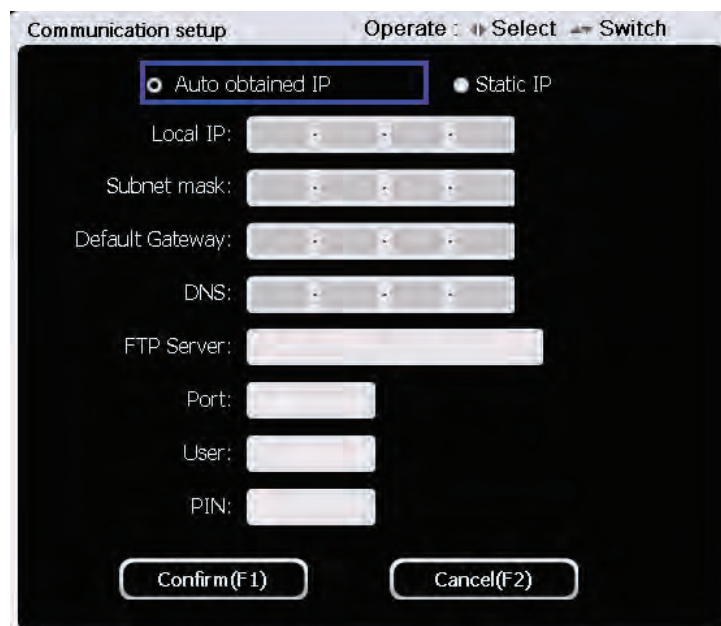 Communication setup Operate : Select Switch
Auto obtained IP Static IP
Local IP: . . .
Subnet mask: . . .
Default Gateway: . . .
DNS: . . .
FTP Server:
Port:
User:
PIN:
Confirm(F1) Cancel(F2)